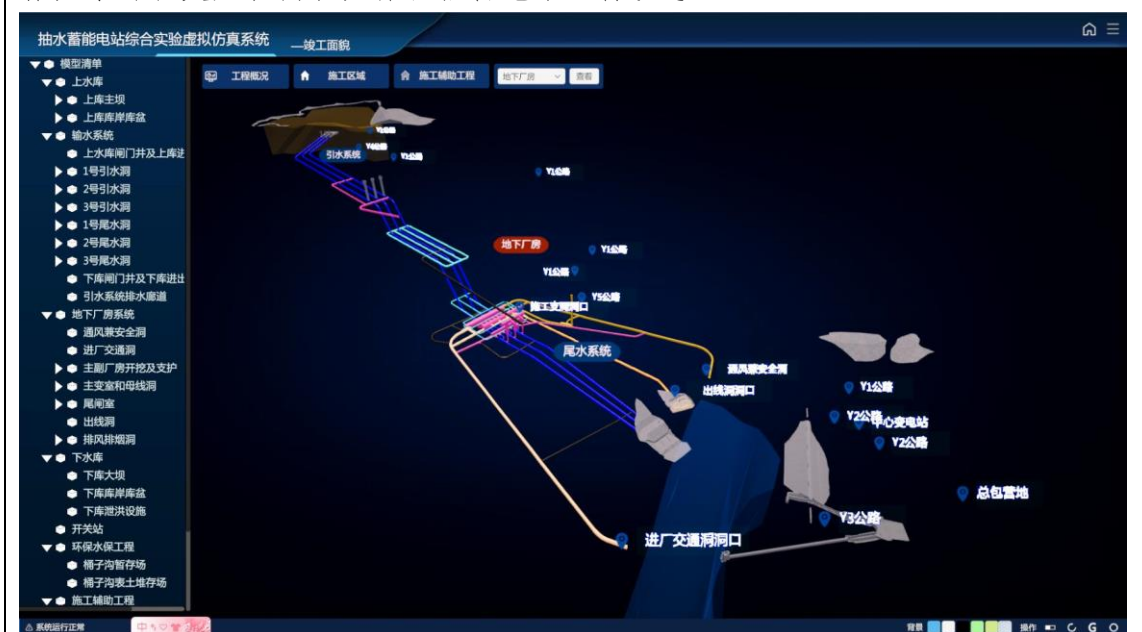 抽水蓄能电站综合实验虚拟仿真系统
—竣工面貌
工程概况
施工区域
施工辅助工程
地下厂房
查看
模型清单
上水库
上库主坝
上库库岸库盆
输水系统
上水库闸门井及上库进
1号引水洞
2号引水洞
3号引水洞
1号尾水洞
2号尾水洞
3号尾水洞
下库闸门井及下库进出
引水系统排水廊道
地下厂房系统
通风兼安全洞
进厂交通洞
主副厂房开挖及支护
主变室和母线洞
尾闸室
出线洞
排风排烟洞
下水库
下库大坝
下库库岸库盆
下库泄洪设施
开关站
环保水保工程
桶子沟暂存场
桶子沟表土堆存场
施工辅助工程
引水系统
Y2公路
Y1公路
地下厂房
Y1公路
Y1公路
Y5公路
施工支洞洞口
尾水系统
通风兼安全洞
出线洞洞口
Y1公路
Y2公路
中心变电站
Y2公路
总包营地
Y3公路
进厂交通洞洞口
系统运行正常
中
背景
操作